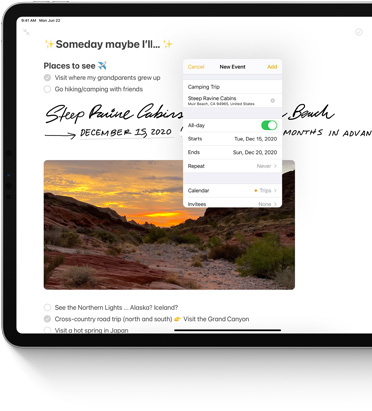 9:41 AM Mon Jun 22
✨Someday maybe I'll... ✨
Places to see ✈️
Visit where my grandparents grew up
Go hiking/camping with friends
Steep Ravine Cabins
Beach
→ DECEMBER 15, 2020
MONTHS IN ADVAN
Cancel New Event Add
Camping Trip
Steep Ravine Cabins
Muir Beach, CA 94965, United States
All-day
Starts Tue, Dec 15, 2020
Ends Sun, Dec 20, 2020
Repeat Never
Calendar Trips
Invitees None
See the Northern Lights ... Alaska? Iceland?
Cross-country road trip (north and south) 👉 Visit the Grand Canyon
Visit a hot spring in Japan